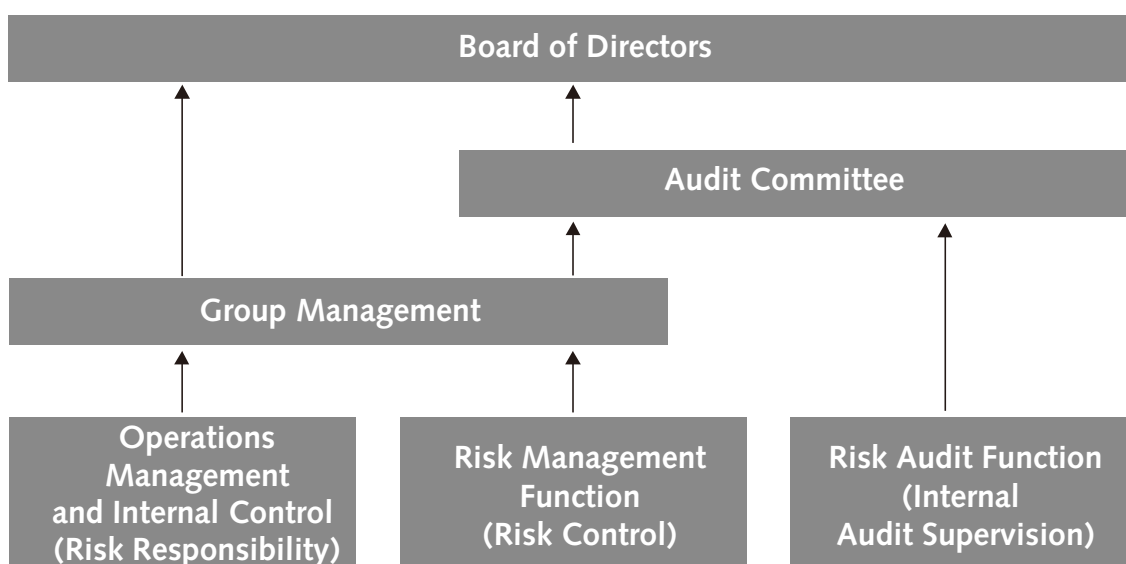 Board of Directors
Audit Committee
Group Management
Operations
Management
and Internal Control
(Risk Responsibility)
Risk Management
Function
(Risk Control)
Risk Audit Function
(Internal
Audit Supervision)